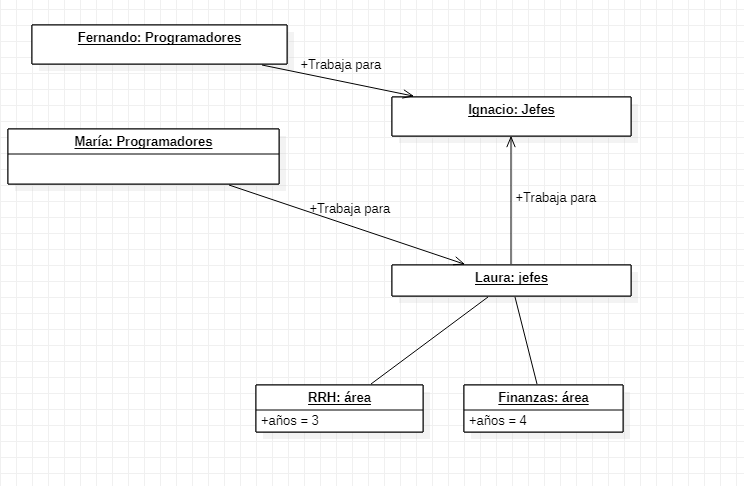 Fernando: Programadores
+Trabaja para
Ignacio: Jefes
María: Programadores
+Trabaja para
+Trabaja para
Laura: jefes
RRH: área
+años = 3
Finanzas: área
+años = 4